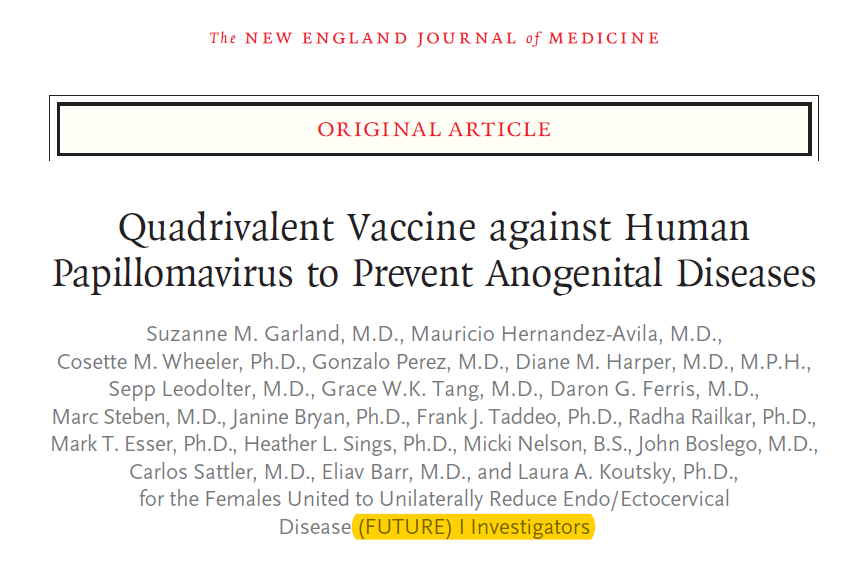 The NEW ENGLAND JOURNAL of MEDICINE
ORIGINAL ARTICLE
Quadrivalent Vaccine against Human
Papillomavirus to Prevent Anogenital Diseases
Suzanne M. Garland, M.D., Mauricio Hernandez-Avila, M.D.,
Cosette M. Wheeler, Ph.D., Gonzalo Perez, M.D., Diane M. Harper, M.D., M.P.H.,
Sepp Leodolter, M.D., Grace W.K. Tang, M.D., Daron G. Ferris, M.D.,
Marc Steben, M.D., Janine Bryan, Ph.D., Frank J. Taddeo, Ph.D., Radha Railkar, Ph.D.,
Mark T. Esser, Ph.D., Heather L. Sings, Ph.D., Micki Nelson, B.S., John Boslego, M.D.,
Carlos Sattler, M.D., Eliav Barr, M.D., and Laura A. Koutsky, Ph.D.,
for the Females United to Unilaterally Reduce Endo/Ectocervical
Disease (FUTURE) I Investigators